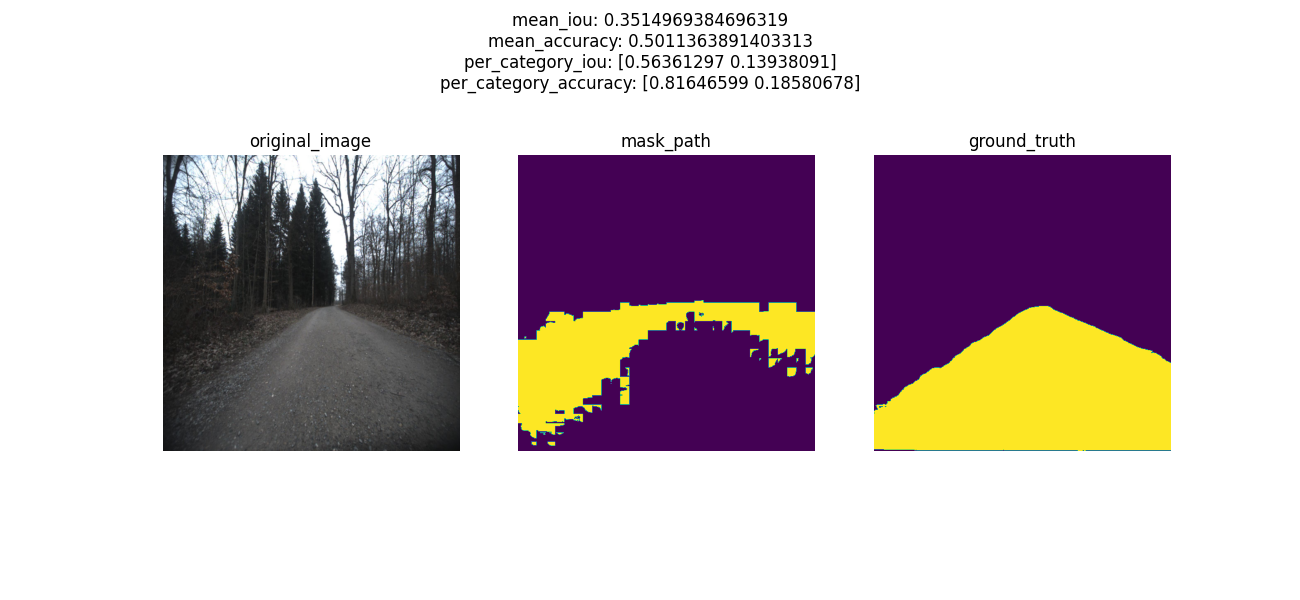 mean_iou: 0.3514969384696319
mean_accuracy: 0.5011363891403313
per_category_iou: [0.56361297 0.13938091]
per_category_accuracy: [0.81646599 0.18580678]
original_image
mask_path
ground_truth